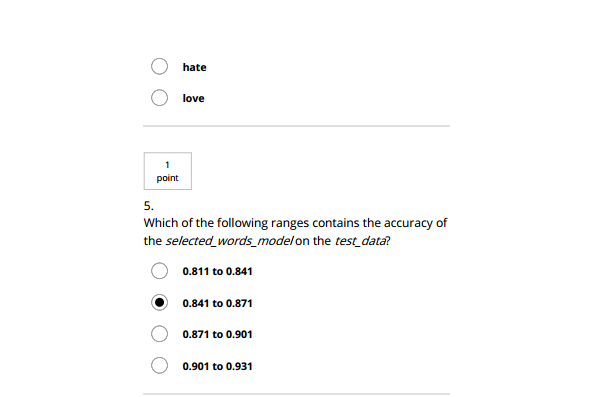 hate
love
1
point
5.
Which of the following ranges contains the accuracy of
the selected_words_model on the test_data?
0.811 to 0.841
0.841 to 0.871
0.871 to 0.901
0.901 to 0.931